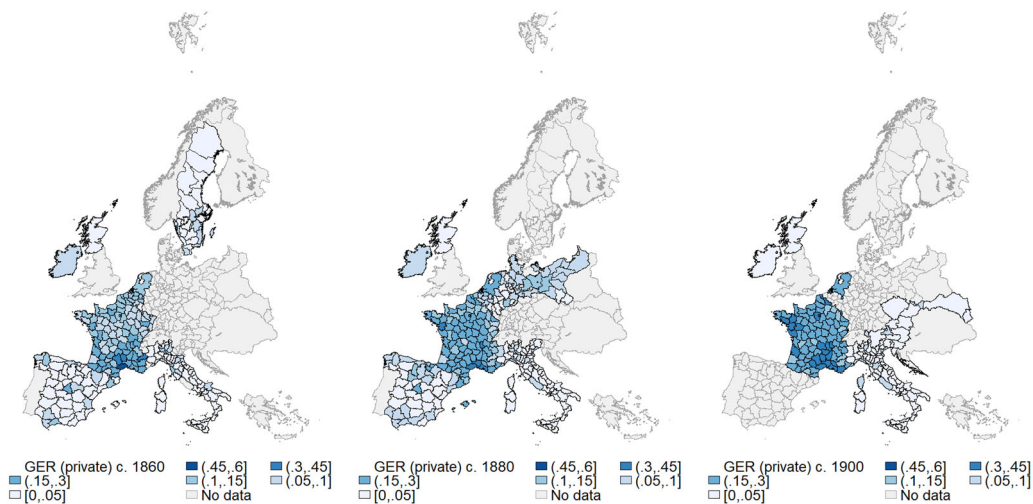 GER (private) c. 1860 (.45,.6] (.3,.45]
(.15,.3] (.1,.15] (.05,.1]
[0,.05] No data
GER (private) c. 1880 (.45,.6] (.3,.45]
(.15,.3] (.1,.15] (.05,.1]
[0,.05] No data
GER (private) c. 1900 (.45,.6] (.3,.45]
(.15,.3] (.1,.15] (.05,.1]
[0,.05] No data